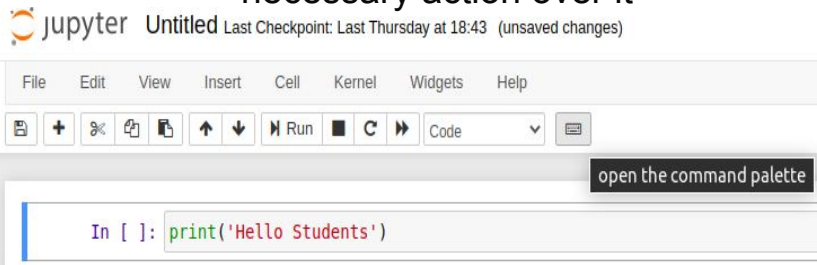 necessary action over it
jupyter Untitled Last Checkpoint: Last Thursday at 18:43 (unsaved changes)
File Edit View Insert Cell Kernel Widgets Help
Run Code
open the command palette
In [ ]: print('Hello Students')